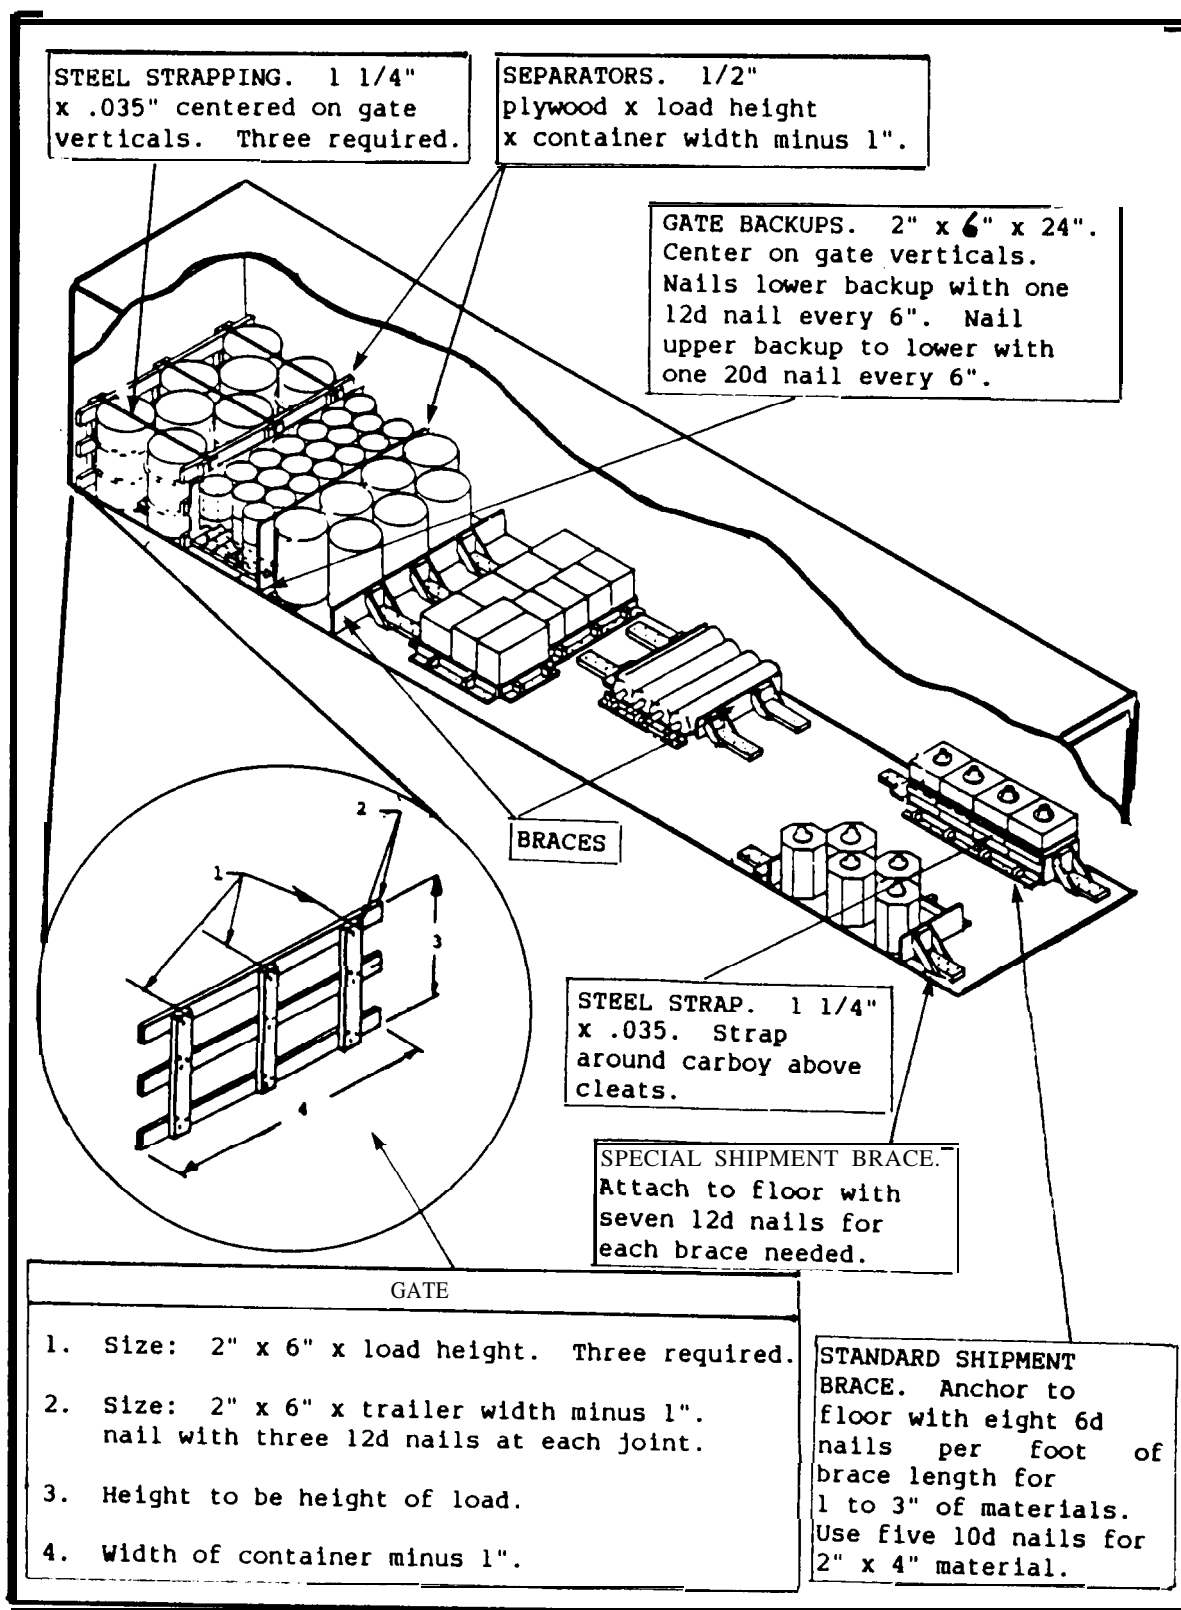 STEEL STRAPPING. 1 1/4"
x .035" centered on gate
verticals. Three required.
SEPARATORS. 1/2"
plywood x load height
x container width minus 1".
GATE BACKUPS. 2" x 6" x 24".
Center on gate verticals.
Nails lower backup with one
12d nail every 6". Nail
upper backup to lower with
one 20d nail every 6".
BRACES
2
1
3
4
STEEL STRAP. 1 1/4"
x .035. Strap
around carboy above
cleats.
SPECIAL SHIPMENT BRACE.
Attach to floor with
seven 12d nails for
each brace needed.
GATE
1. Size: 2" x 6" x load height. Three required.
2. Size: 2" x 6" x trailer width minus 1".
nail with three 12d nails at each joint.
3. Height to be height of load.
4. Width of container minus 1".
STANDARD SHIPMENT
BRACE. Anchor to
floor with eight 6d
nails per foot of
brace length for
1 to 3" of materials.
Use five 10d nails for
2" x 4" material.